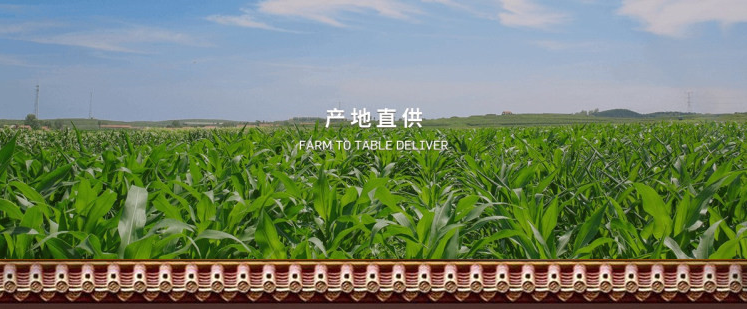 产地直供
FARM TO TABLE DELIVER